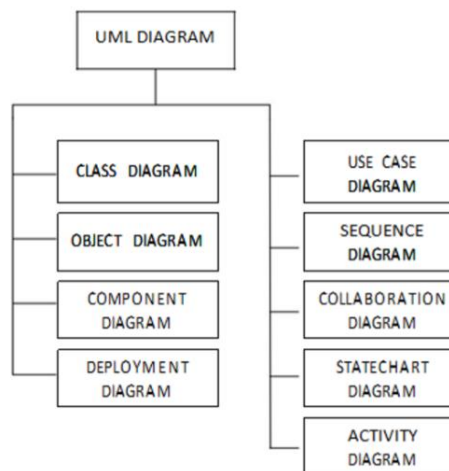 UML DIAGRAM
CLASS DIAGRAM
OBJECT DIAGRAM
COMPONENT
DIAGRAM
DEPLOYMENT
DIAGRAM
USE CASE
DIAGRAM
SEQUENCE
DIAGRAM
COLLABORATION
DIAGRAM
STATECHART
DIAGRAM
ACTIVITY
DIAGRAM